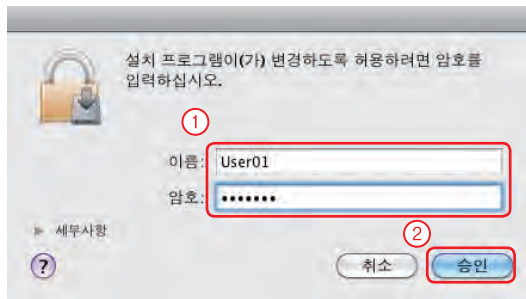 설치 프로그램이(가) 변경하도록 허용하려면 암호를
입력하십시오.
①
이름: User01
암호: •••••••
▶ 세부사항
②
? 취소 승인